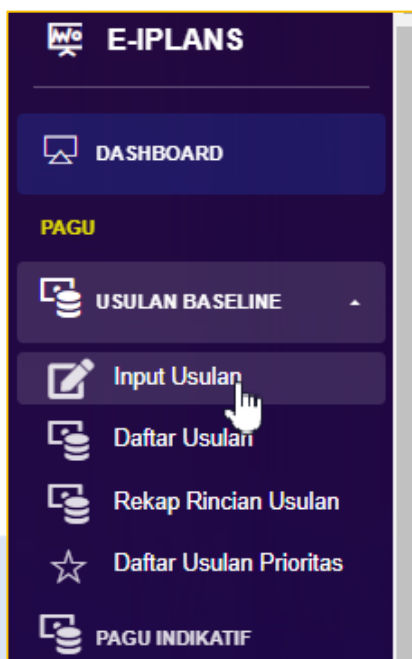 E-IPLANS
DASHBOARD
PAGU
USULAN BASELINE
Input Usulan
Daftar Usulan
Rekap Rincian Usulan
Daftar Usulan Prioritas
PAGU INDIKATIF